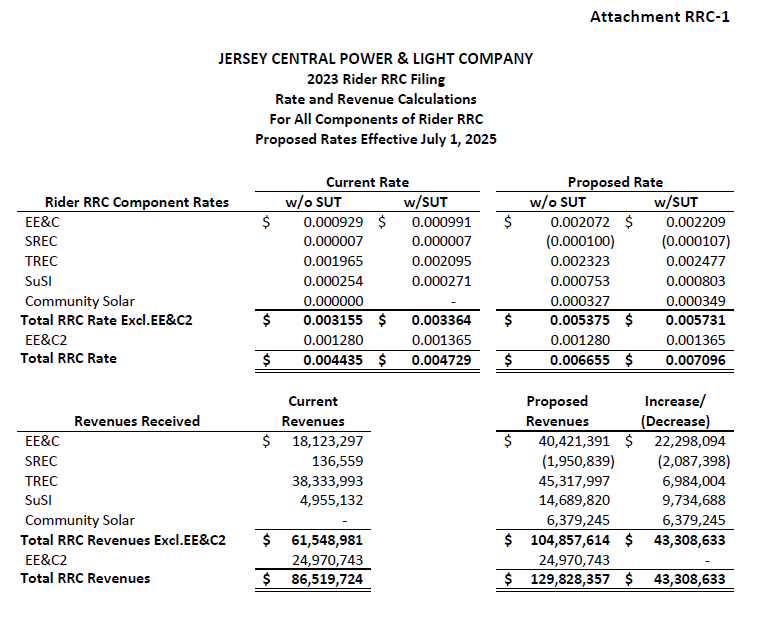 Attachment RRC-1
JERSEY CENTRAL POWER & LIGHT COMPANY
2023 Rider RRC Filing
Rate and Revenue Calculations
For All Components of Rider RRC
Proposed Rates Effective July 1, 2025
Current Rate Proposed Rate
Rider RRC Component Rates w/o SUT w/SUT w/o SUT w/SUT
EE&C $ 0.000929 $ 0.000991 $ 0.002072 $ 0.002209
SREC 0.000007 0.000007 (0.000100) (0.000107)
TREC 0.001965 0.002095 0.002323 0.002477
SuSI 0.000254 0.000271 0.000753 0.000803
Community Solar 0.000000 - 0.000327 0.000349
Total RRC Rate Excl.EE&C2 $ 0.003155 $ 0.003364 $ 0.005375 $ 0.005731
EE&C2 0.001280 0.001365 0.001280 0.001365
Total RRC Rate $ 0.004435 $ 0.004729 $ 0.006655 $ 0.007096
Current Proposed Increase/
Revenues Received Revenues Revenues (Decrease)
EE&C $ 18,123,297 $ 40,421,391 $ 22,298,094
SREC 136,559 (1,950,839) (2,087,398)
TREC 38,333,993 45,317,997 6,984,004
SuSI 4,955,132 14,689,820 9,734,688
Community Solar - 6,379,245 6,379,245
Total RRC Revenues Excl.EE&C2 $ 61,548,981 $ 104,857,614 $ 43,308,633
EE&C2 24,970,743 24,970,743 -
Total RRC Revenues $ 86,519,724 $ 129,828,357 $ 43,308,633